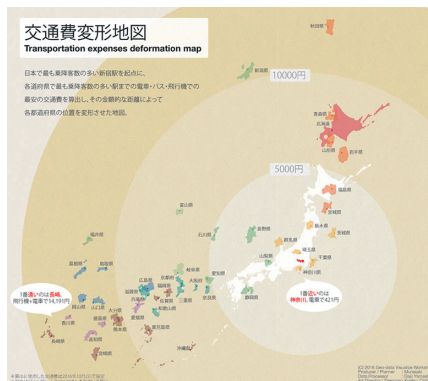 交通費変形地図
Transportation expenses deformation map
日本で最も乗降客数の多い新宿駅を起点に、
各道府県で最も乗降客数の多い駅までの電車・バス・飛行機での
最安の交通費を算出し、その金額的な距離によって
各都道府県の位置を変形させた地図。
秋田県
新潟県
10000円
青森県
北海道
山形県
岩手県
5000円
福島県
宮城県
富山県
石川県
長野県
栃木県
群馬県
茨城県
福井県
埼玉県
山梨県
千葉県
神奈川県
岐阜県
愛知県
静岡県
島根県
鳥取県
広島県
京都府
滋賀県
福岡県
大阪府
兵庫県
三重県
奈良県
佐賀県
和歌山県
岡山県
山口県
大分県
愛媛県
香川県
高知県
熊本県
鹿児島県
長崎県
宮崎県
沖縄県
1番遠いのは長崎、
飛行機+電車で14,191円
1番近いのは
神奈川、電車で421円